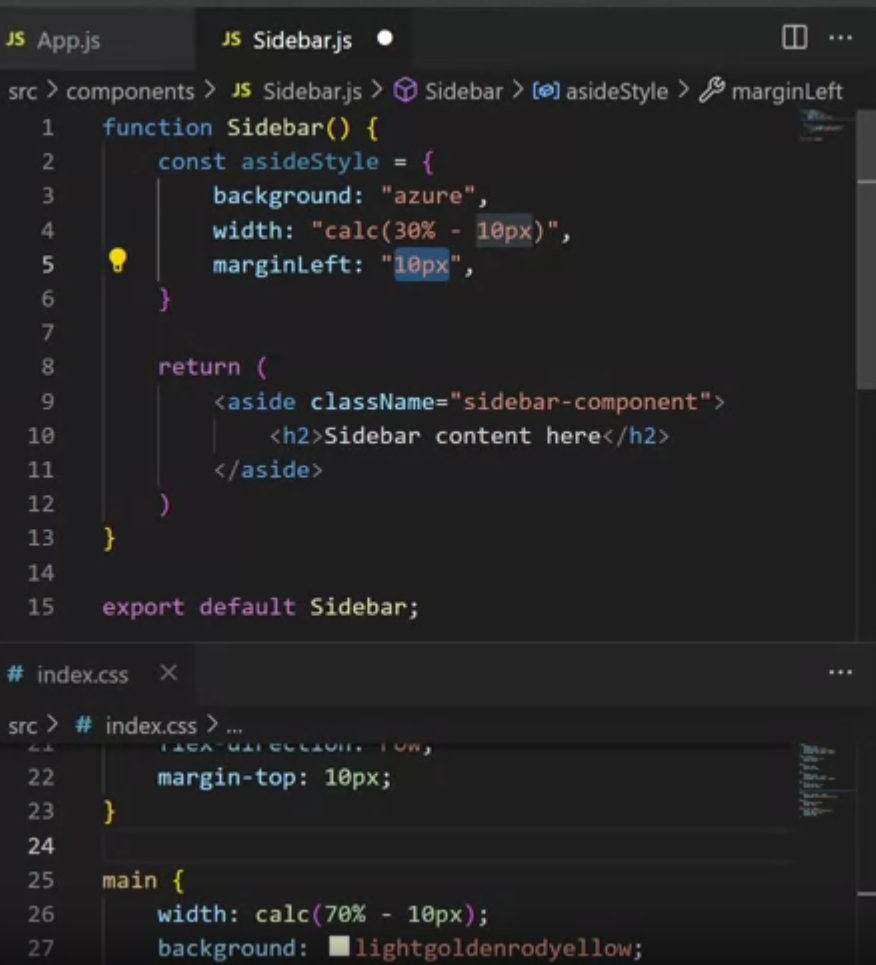 JS App.js JS Sidebar.js ...
src > components > JS Sidebar.js > Sidebar > asideStyle > marginLeft
1 function Sidebar() {
2 const asideStyle = {
3 background: "azure",
4 width: "calc(30% - 10px)",
5 marginLeft: "10px",
6 }
7
8 return (
9 <aside className="sidebar-component">
10 <h2>Sidebar content here</h2>
11 </aside>
12 )
13 }
14
15 export default Sidebar;
# index.css × ...
src > # index.css > ...
21 flex-direction: row;
22 margin-top: 10px;
23 }
24
25 main {
26 width: calc(70% - 10px);
27 background: lightgoldenrodyellow;